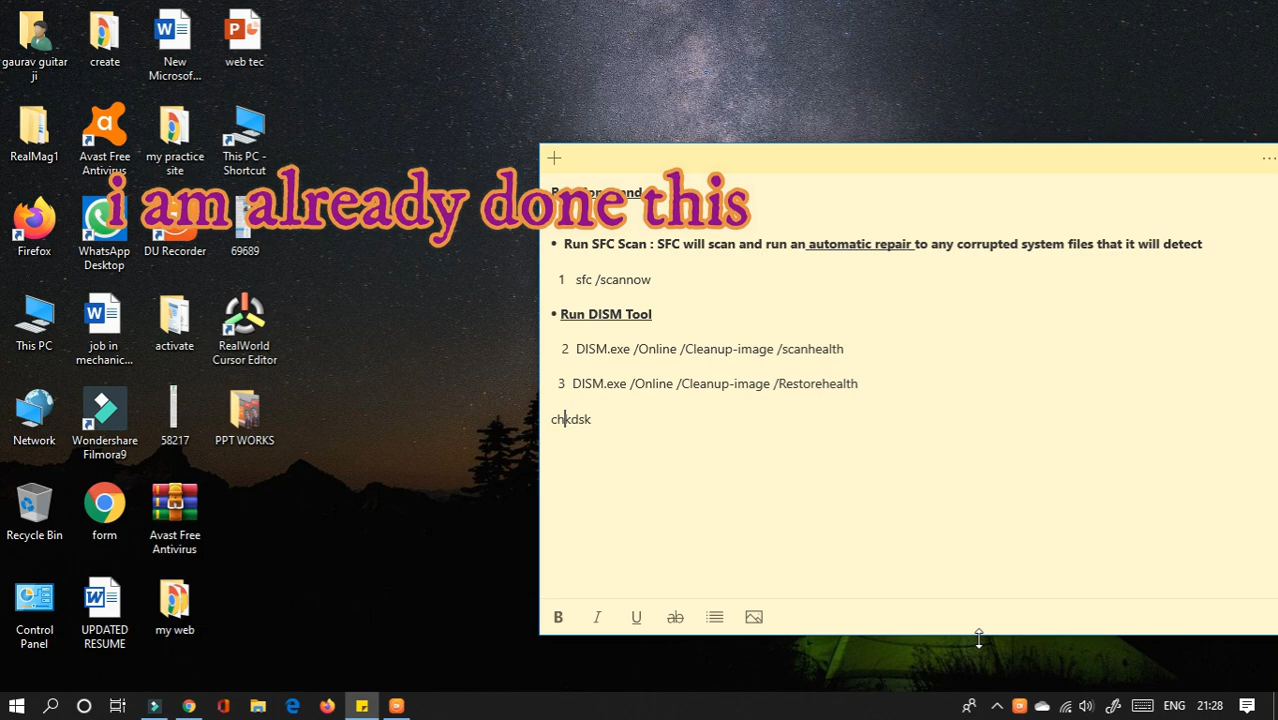 gaurav guitar
ji
create
New
Microsoft...
web tec
RealMag1
Avast Free
Antivirus
my practice
site
This PC -
Shortcut
Firefox
WhatsApp
Desktop
DU Recorder
69689
This PC
job in
mechanic...
activate
RealWorld
Cursor Editor
Network
Wondershare
Filmora9
58217
PPT WORKS
Recycle Bin
form
Avast Free
Antivirus
Control
Panel
UPDATED
RESUME
my web
i am already done this
• Run SFC Scan : SFC will scan and run an automatic repair to any corrupted system files that it will detect
1 sfc /scannow
• Run DISM Tool
2 DISM.exe /Online /Cleanup-image /scanhealth
3 DISM.exe /Online /Cleanup-image /Restorehealth
chkdsk
B I U ab
ENG 21:28